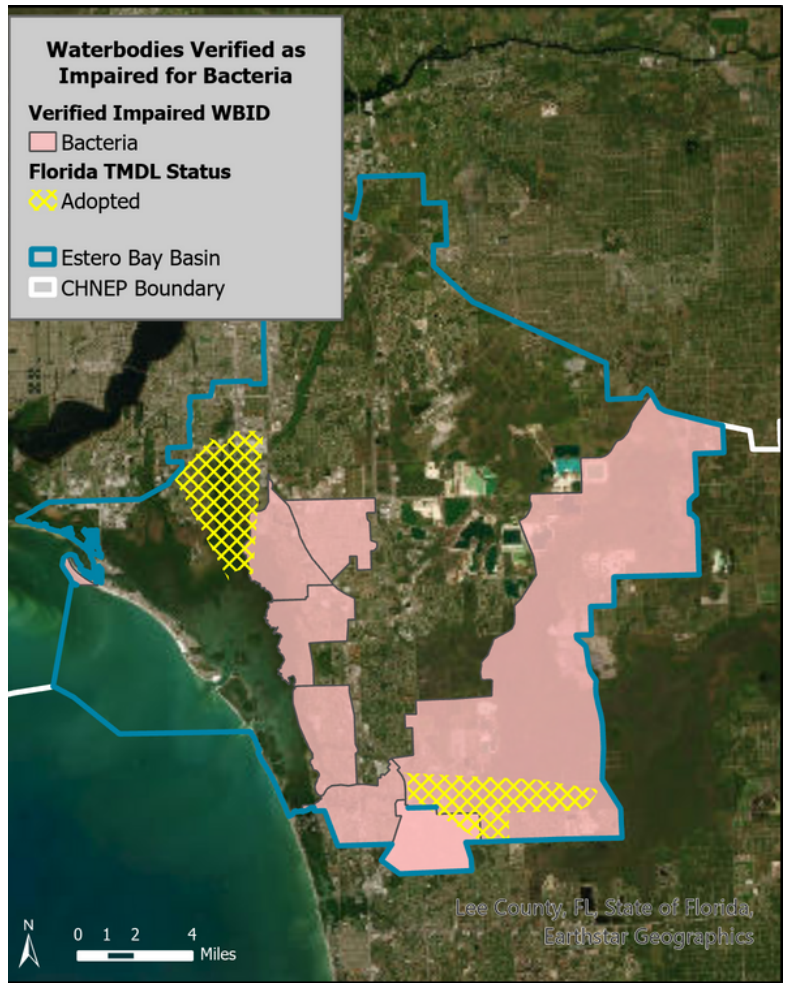 Waterbodies Verified as
Impaired for Bacteria
Verified Impaired WBID
Bacteria
Florida TMDL Status
Adopted
Estero Bay Basin
CHNEP Boundary
Lee County, FL, State of Florida,
Earthstar Geographics
N
0 1 2 4
Miles